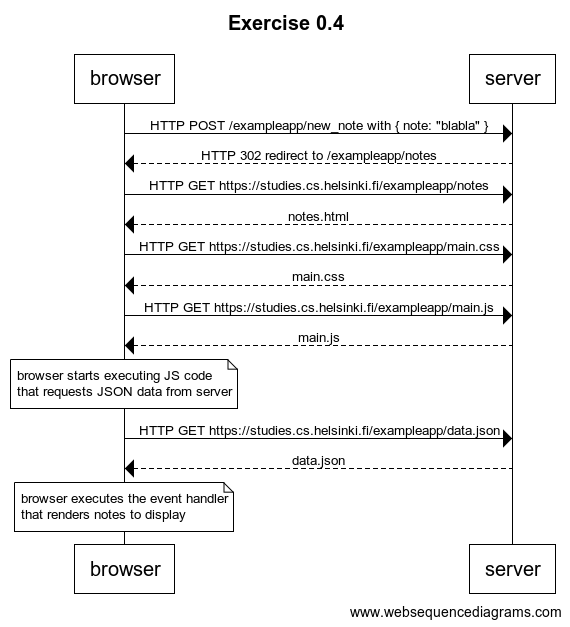 Exercise 0.4
browser
server
HTTP POST /exampleapp/new_note with { note: "blabla" }
HTTP 302 redirect to /exampleapp/notes
HTTP GET https://studies.cs.helsinki.fi/exampleapp/notes
notes.html
HTTP GET https://studies.cs.helsinki.fi/exampleapp/main.css
main.css
HTTP GET https://studies.cs.helsinki.fi/exampleapp/main.js
main.js
browser starts executing JS code
that requests JSON data from server
HTTP GET https://studies.cs.helsinki.fi/exampleapp/data.json
data.json
browser executes the event handler
that renders notes to display
browser
server
www.websequencediagrams.com